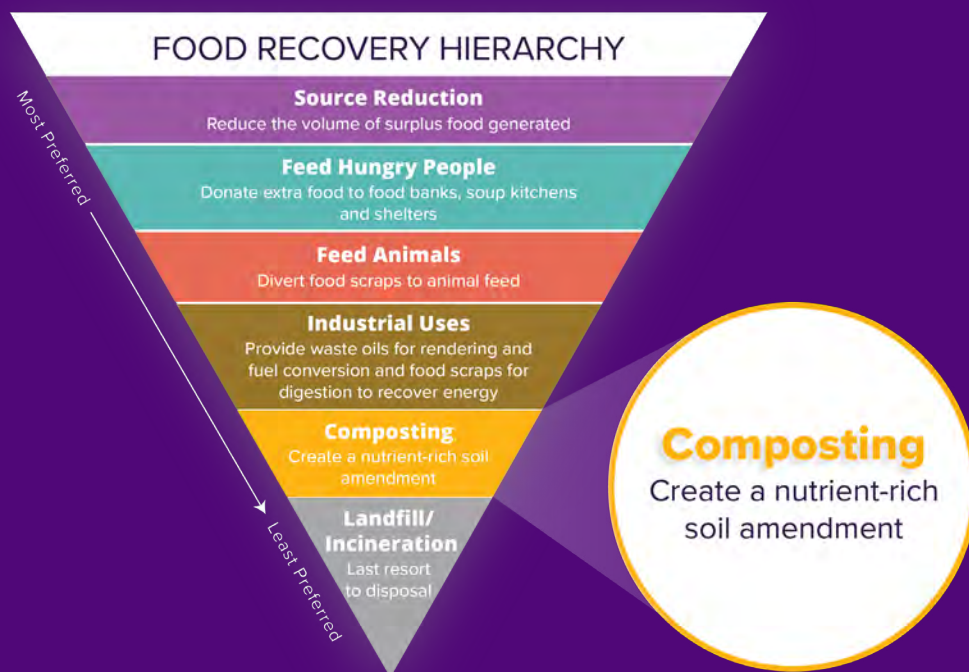 FOOD RECOVERY HIERARCHY
Most Preferred
Source Reduction
Reduce the volume of surplus food generated
Feed Hungry People
Donate extra food to food banks, soup kitchens
and shelters
Feed Animals
Divert food scraps to animal feed
Industrial Uses
Provide waste oils for rendering and
fuel conversion and food scraps for
digestion to recover energy
Composting
Create a nutrient-rich soil
amendment
Landfill/
Incineration
Last resort
to disposal
Least Preferred
Composting
Create a nutrient-rich
soil amendment